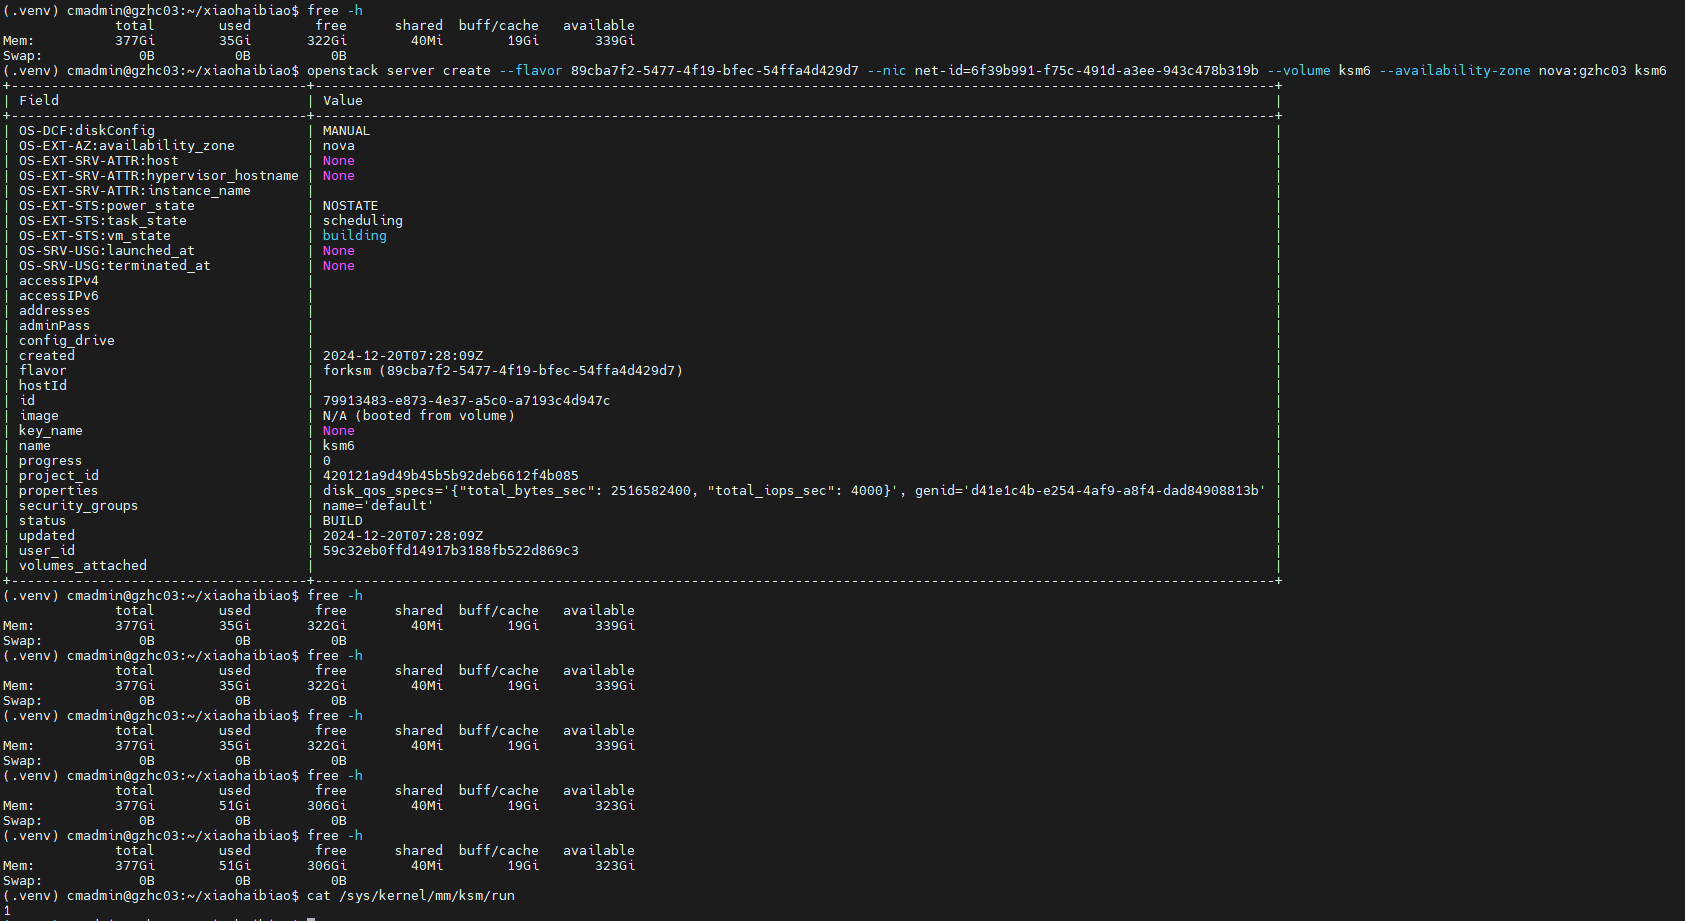 (.venv) cmadmin@gzhc03:~/xiaohaibiao$ free -h
              total        used        free      shared  buff/cache   available
Mem:          377Gi        35Gi       322Gi        40Mi        19Gi       339Gi
Swap:            0B          0B          0B
(.venv) cmadmin@gzhc03:~/xiaohaibiao$ openstack server create --flavor 89cba7f2-5477-4f19-bfec-54ffa4d429d7 --nic net-id=6f39b991-f75c-491d-a3ee-943c478b319b --volume ksm6 --availability-zone nova:gzhc03 ksm6
| Field | Value |
| OS-DCF:diskConfig | MANUAL |
| OS-EXT-AZ:availability_zone | nova |
| OS-EXT-SRV-ATTR:host | None |
| OS-EXT-SRV-ATTR:hypervisor_hostname | None |
| OS-EXT-SRV-ATTR:instance_name | |
| OS-EXT-STS:power_state | NOSTATE |
| OS-EXT-STS:task_state | scheduling |
| OS-EXT-STS:vm_state | building |
| OS-SRV-USG:launched_at | None |
| OS-SRV-USG:terminated_at | None |
| accessIPv4 | |
| accessIPv6 | |
| addresses | |
| adminPass | |
| config_drive | |
| created | 2024-12-20T07:28:09Z |
| flavor | forksm (89cba7f2-5477-4f19-bfec-54ffa4d429d7) |
| hostId | |
| id | 79913483-e873-4e37-a5c0-a7193c4d947c |
| image | N/A (booted from volume) |
| key_name | None |
| name | ksm6 |
| progress | 0 |
| project_id | 420121a9d49b45b5b92deb6612f4b085 |
| properties | disk_qos_specs='{"total_bytes_sec": 2516582400, "total_iops_sec": 4000}', genid='d41e1c4b-e254-4af9-a8f4-dad84908813b' |
| security_groups | name='default' |
| status | BUILD |
| updated | 2024-12-20T07:28:09Z |
| user_id | 59c32eb0ffd14917b3188fb522d869c3 |
| volumes_attached | |
(.venv) cmadmin@gzhc03:~/xiaohaibiao$ free -h
              total        used        free      shared  buff/cache   available
Mem:          377Gi        35Gi       322Gi        40Mi        19Gi       339Gi
Swap:            0B          0B          0B
(.venv) cmadmin@gzhc03:~/xiaohaibiao$ free -h
              total        used        free      shared  buff/cache   available
Mem:          377Gi        35Gi       322Gi        40Mi        19Gi       339Gi
Swap:            0B          0B          0B
(.venv) cmadmin@gzhc03:~/xiaohaibiao$ free -h
              total        used        free      shared  buff/cache   available
Mem:          377Gi        35Gi       322Gi        40Mi        19Gi       339Gi
Swap:            0B          0B          0B
(.venv) cmadmin@gzhc03:~/xiaohaibiao$ free -h
              total        used        free      shared  buff/cache   available
Mem:          377Gi        51Gi       306Gi        40Mi        19Gi       323Gi
Swap:            0B          0B          0B
(.venv) cmadmin@gzhc03:~/xiaohaibiao$ free -h
              total        used        free      shared  buff/cache   available
Mem:          377Gi        51Gi       306Gi        40Mi        19Gi       323Gi
Swap:            0B          0B          0B
(.venv) cmadmin@gzhc03:~/xiaohaibiao$ cat /sys/kernel/mm/ksm/run
1